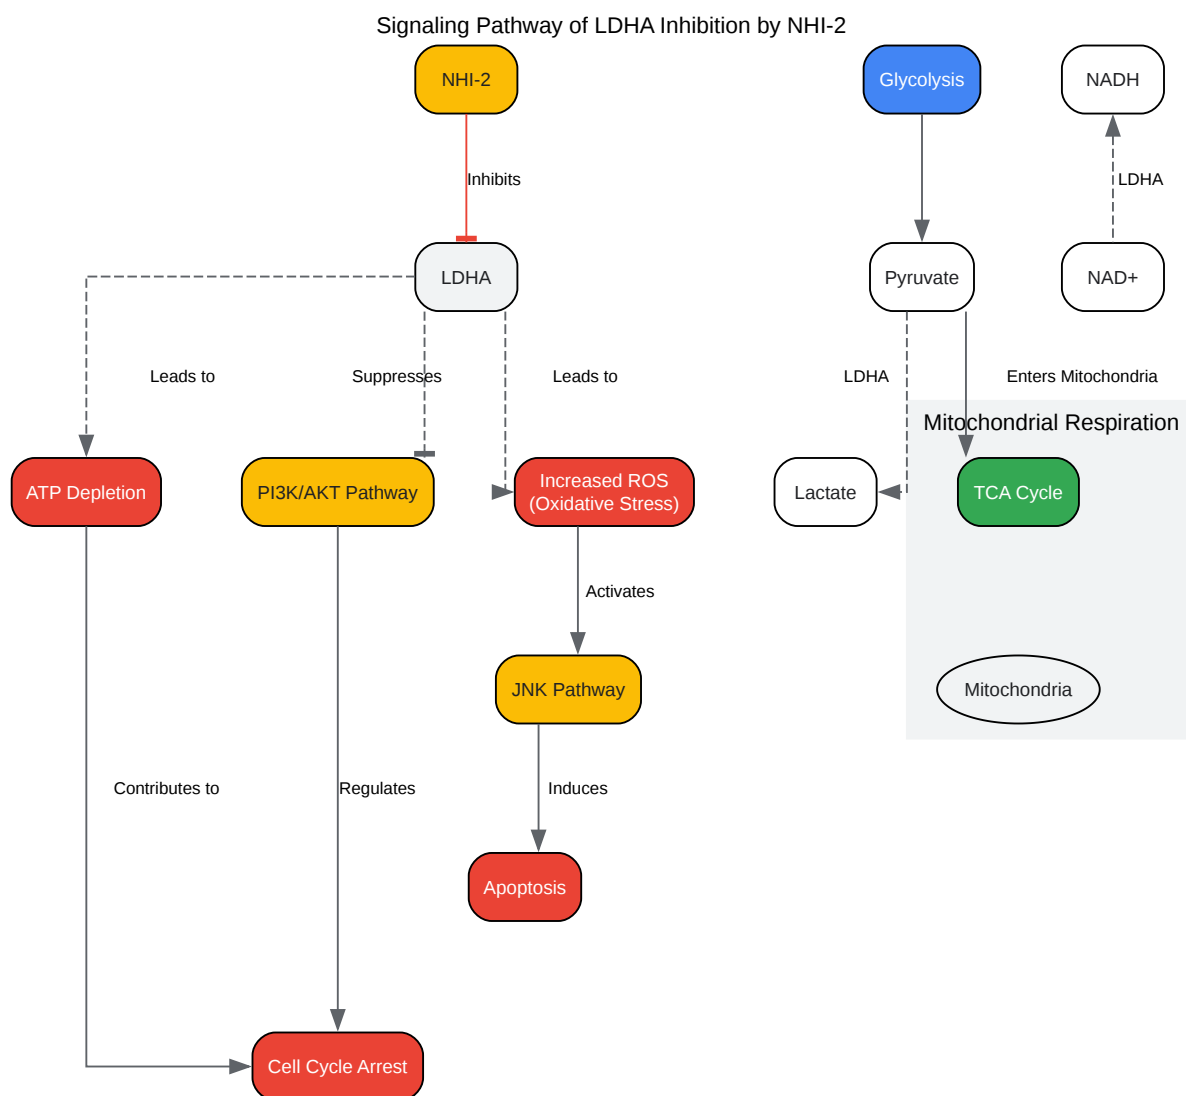 Signaling Pathway of LDHA Inhibition by NHI-2
NHI-2
Glycolysis
NADH
Inhibits
LDHA
LDHA
Pyruvate
NAD+
Leads to
Suppresses
Leads to
LDHA
Enters Mitochondria
Mitochondrial Respiration
ATP Depletion
PI3K/AKT Pathway
Increased ROS
(Oxidative Stress)
Lactate
TCA Cycle
Activates
JNK Pathway
Mitochondria
Contributes to
Regulates
Induces
Apoptosis
Cell Cycle Arrest